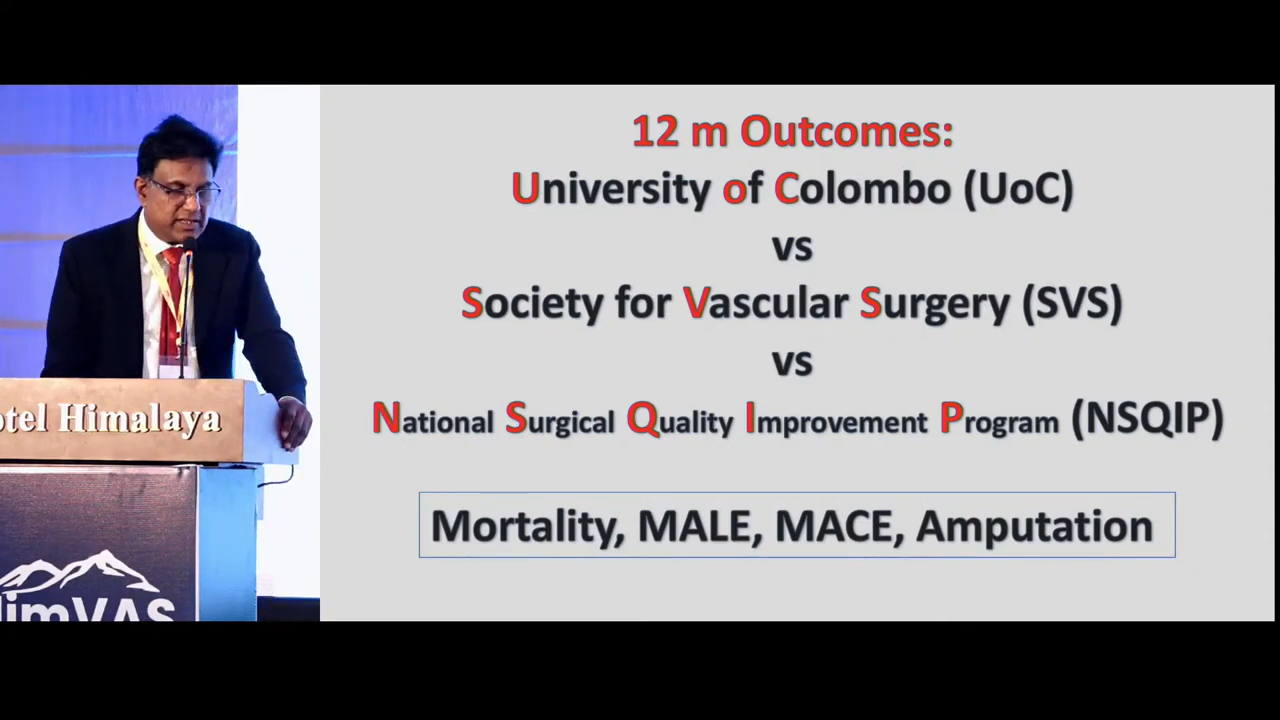 12 m Outcomes:
University of Colombo (UoC)
vs
Society for Vascular Surgery (SVS)
vs
National Surgical Quality Improvement Program (NSQIP)
Mortality, MALE, MACE, Amputation
Himalaya